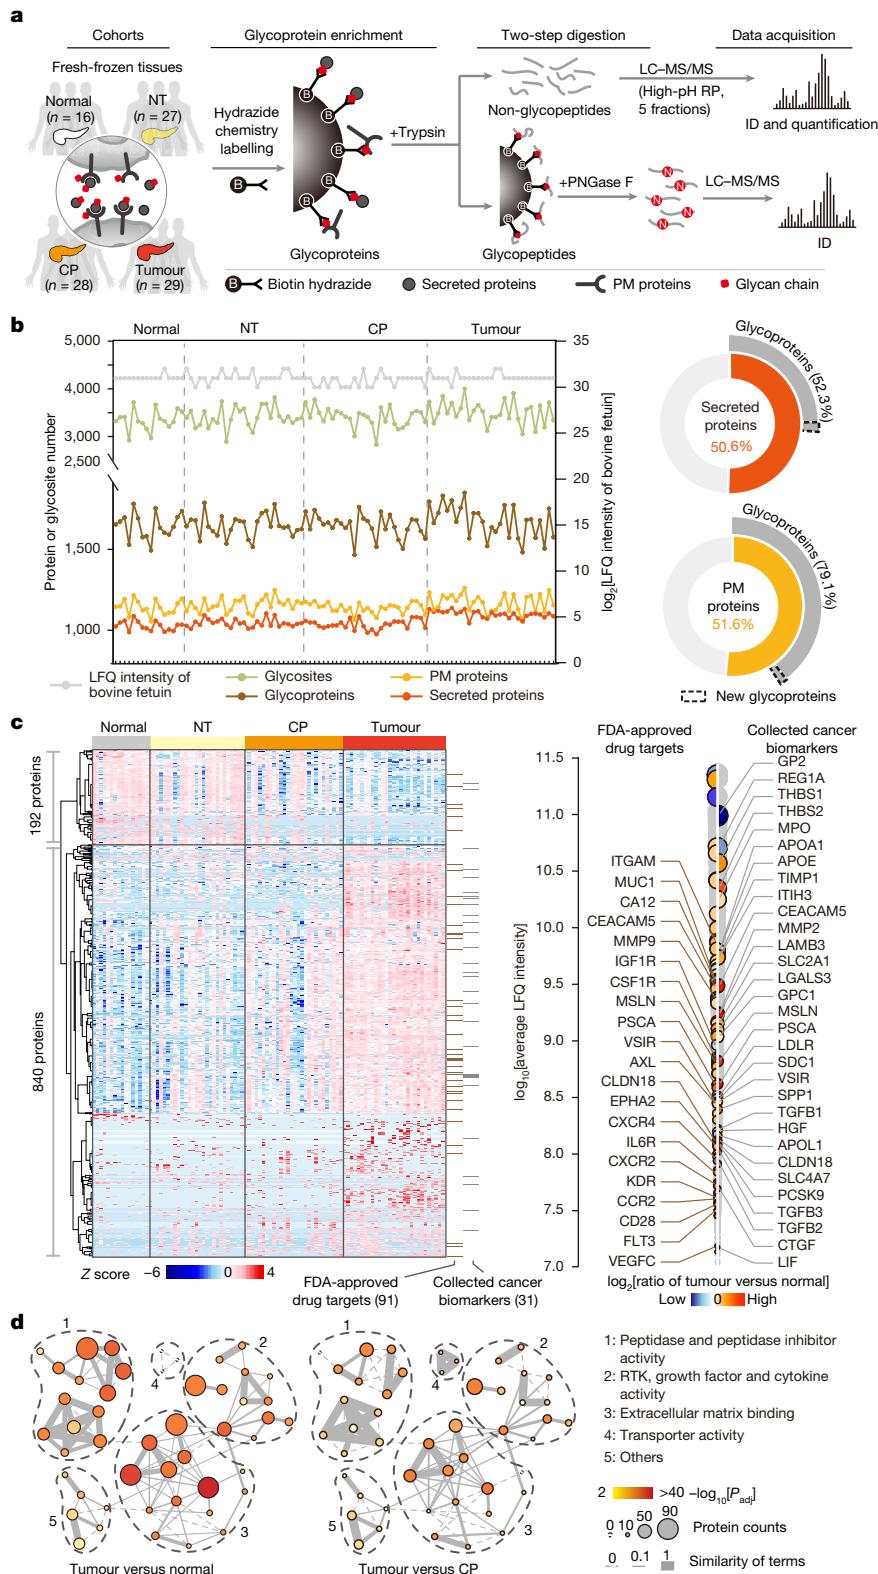 a
Cohorts
Glycoprotein enrichment
Two-step digestion
Data acquisition
Fresh-frozen tissues
Normal
(n = 16)
NT
(n = 27)
CP
(n = 28)
Tumour
(n = 29)
Hydrazide
chemistry
labelling
B
Glycoproteins
+Trypsin
Non-glycopeptides
LC–MS/MS
(High-pH RP,
5 fractions)
ID and quantification
Glycopeptides
+PNGase F
N
LC–MS/MS
ID
Biotin hydrazide
Secreted proteins
PM proteins
Glycan chain
b
Normal
NT
CP
Tumour
Protein or glycosite number
5,000
4,000
3,000
2,500
1,500
1,000
35
30
25
20
15
10
5
0
log2[LFQ intensity of bovine fetuin]
LFQ intensity of
bovine fetuin
Glycosites
Glycoproteins
PM proteins
Secreted proteins
Glycoproteins (52.3%)
Secreted
proteins
50.6%
Glycoproteins (79.1%)
PM
proteins
51.6%
New glycoproteins
c
Normal
NT
CP
Tumour
192 proteins
840 proteins
Z score
−6
0
4
FDA-approved
drug targets (91)
Collected cancer
biomarkers (31)
log10[average LFQ intensity]
11.5
11.0
10.5
10.0
9.5
9.0
8.5
8.0
7.5
7.0
FDA-approved
drug targets
ITGAM
MUC1
CA12
CEACAM5
MMP9
IGF1R
CSF1R
MSLN
PSCA
VSIR
AXL
CLDN18
EPHA2
CXCR4
IL6R
CXCR2
KDR
CCR2
CD28
FLT3
VEGFC
Collected cancer
biomarkers
GP2
REG1A
THBS1
THBS2
MPO
APOA1
APOE
TIMP1
ITIH3
CEACAM5
MMP2
LAMB3
SLC2A1
LGALS3
GPC1
MSLN
PSCA
LDLR
SDC1
VSIR
SPP1
TGFB1
HGF
APOL1
CLDN18
SLC4A7
PCSK9
TGFB3
TGFB2
CTGF
LIF
log2[ratio of tumour versus normal]
Low
0
High
d
1
2
3
4
5
Tumour versus normal
1
2
3
4
5
Tumour versus CP
1: Peptidase and peptidase inhibitor
activity
2: RTK, growth factor and cytokine
activity
3: Extracellular matrix binding
4: Transporter activity
5: Others
2
>40
−log10[Padj]
0 10 50 90
Protein counts
0 0.1 1
Similarity of terms